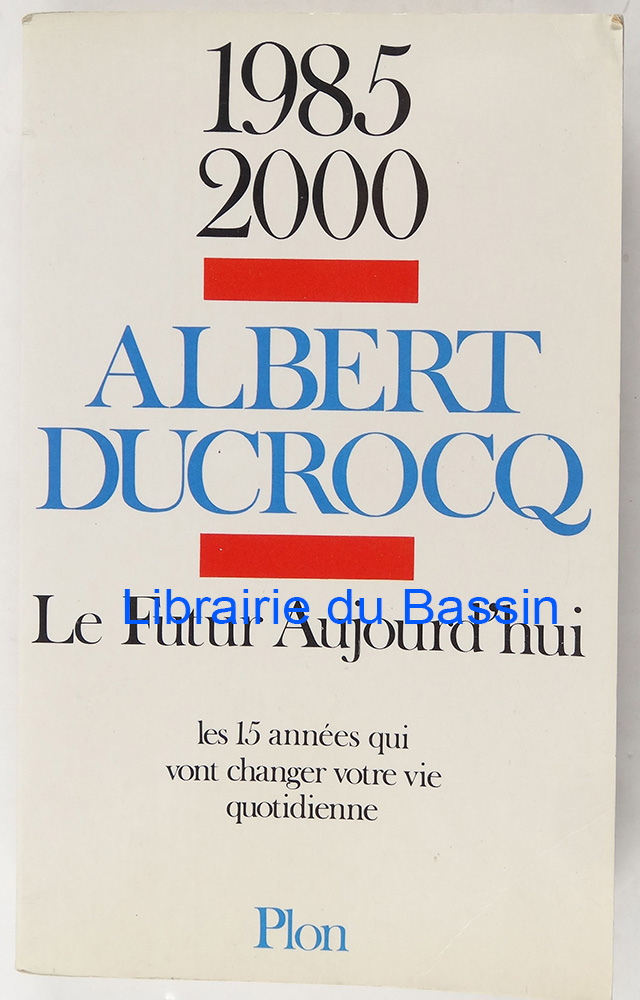 1985
2000
ALBERT
DUCROCQ
Librairie du Bassin
Le Futur Aujourd'hui
les 15 années qui
vont changer votre vie
quotidienne
Plon